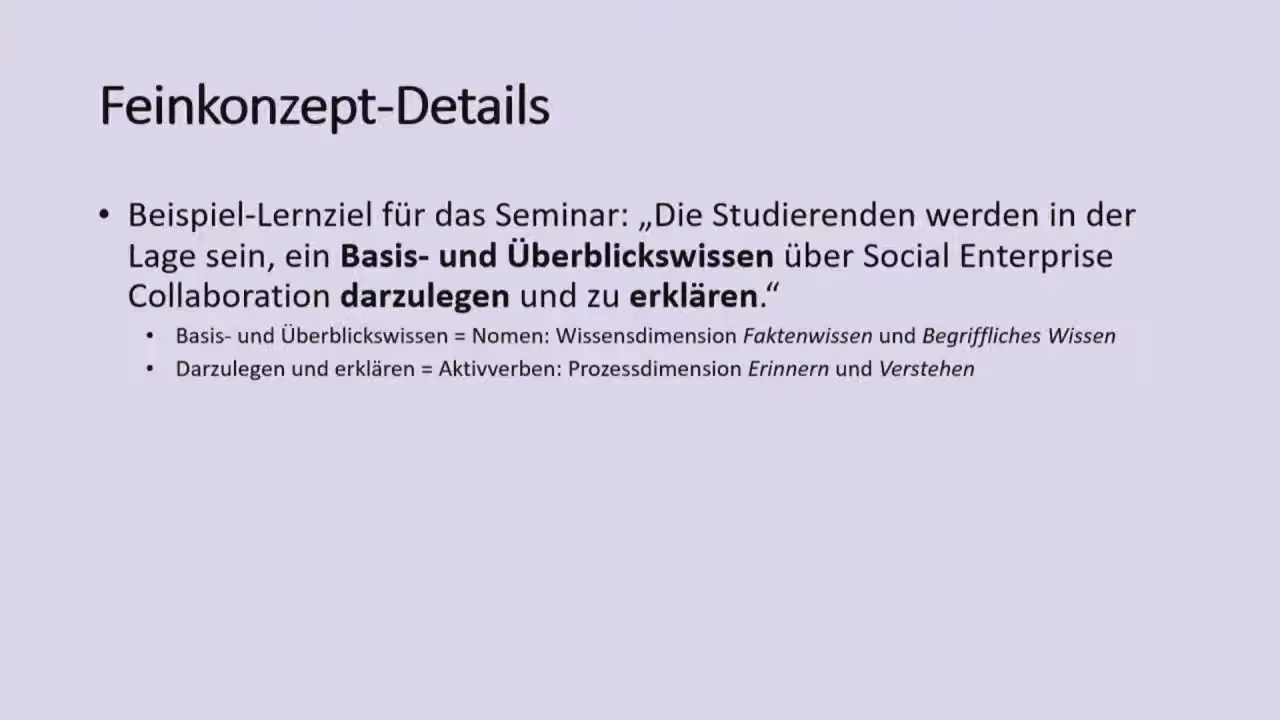 Feinkonzept-Details
• Beispiel-Lernziel für das Seminar: „Die Studierenden werden in der
Lage sein, ein Basis- und Überblickswissen über Social Enterprise
Collaboration darzulegen und zu erklären.“
• Basis- und Überblickswissen = Nomen: Wissensdimension Faktenwissen und Begriffliches Wissen
• Darzulegen und erklären = Aktivverben: Prozessdimension Erinnern und Verstehen